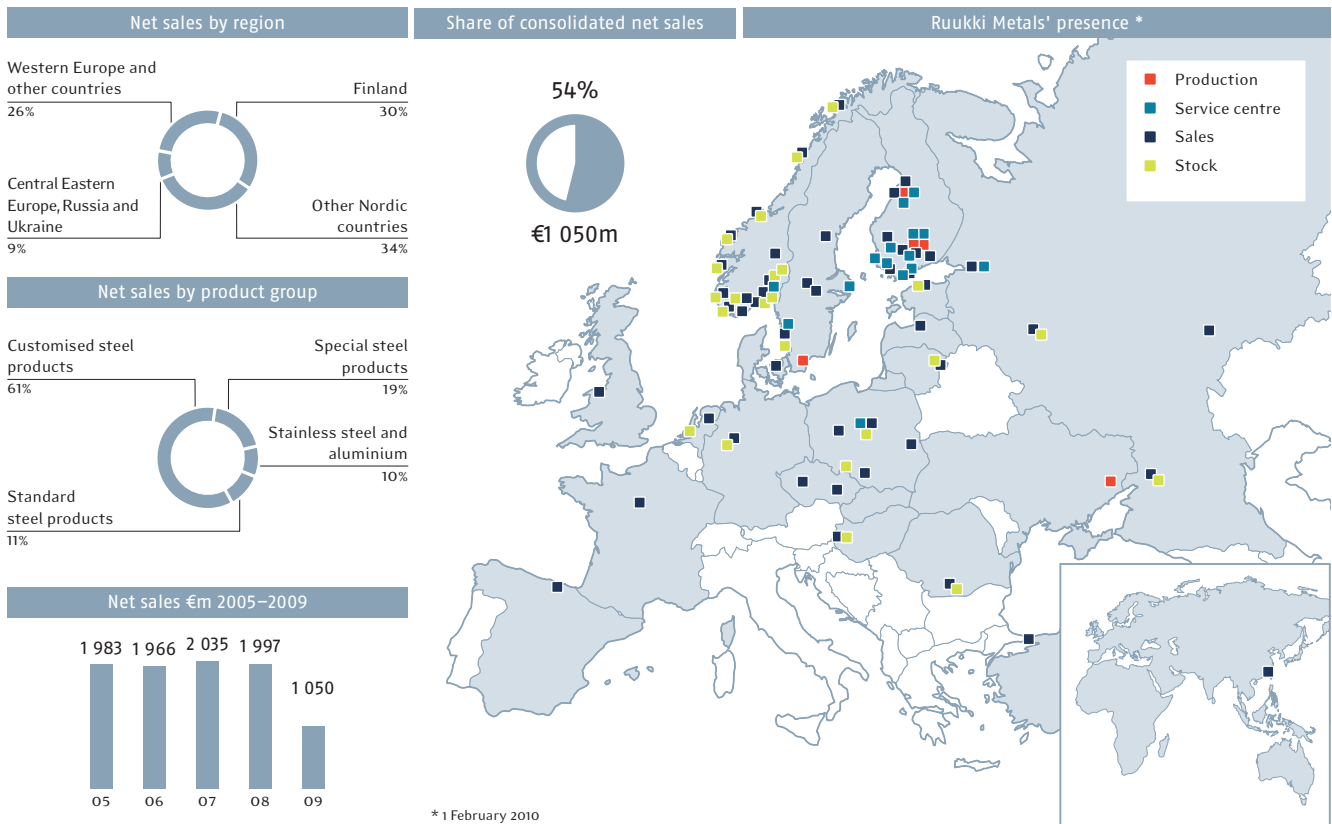 Net sales by region
Western Europe and
other countries
26%
Finland
30%
Central Eastern
Europe, Russia and
Ukraine
9%
Other Nordic
countries
34%
Net sales by product group
Customised steel
products
61%
Special steel
products
19%
Stainless steel and
aluminium
10%
Standard
steel products
11%
Net sales €m 2005–2009
1 983
1 966
2 035
1 997
1 050
05
06
07
08
09
Share of consolidated net sales
54%
€1 050m
Ruukki Metals' presence *
Production
Service centre
Sales
Stock
* 1 February 2010